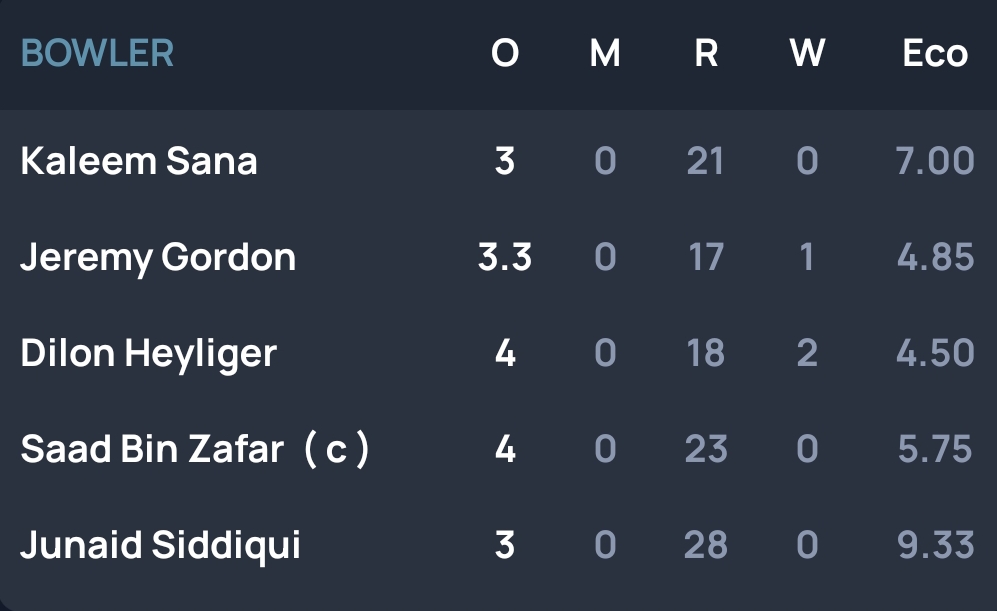 BOWLER O M R W Eco
Kaleem Sana 3 0 21 0 7.00
Jeremy Gordon 3.3 0 17 1 4.85
Dilon Heyliger 4 0 18 2 4.50
Saad Bin Zafar ( c ) 4 0 23 0 5.75
Junaid Siddiqui 3 0 28 0 9.33